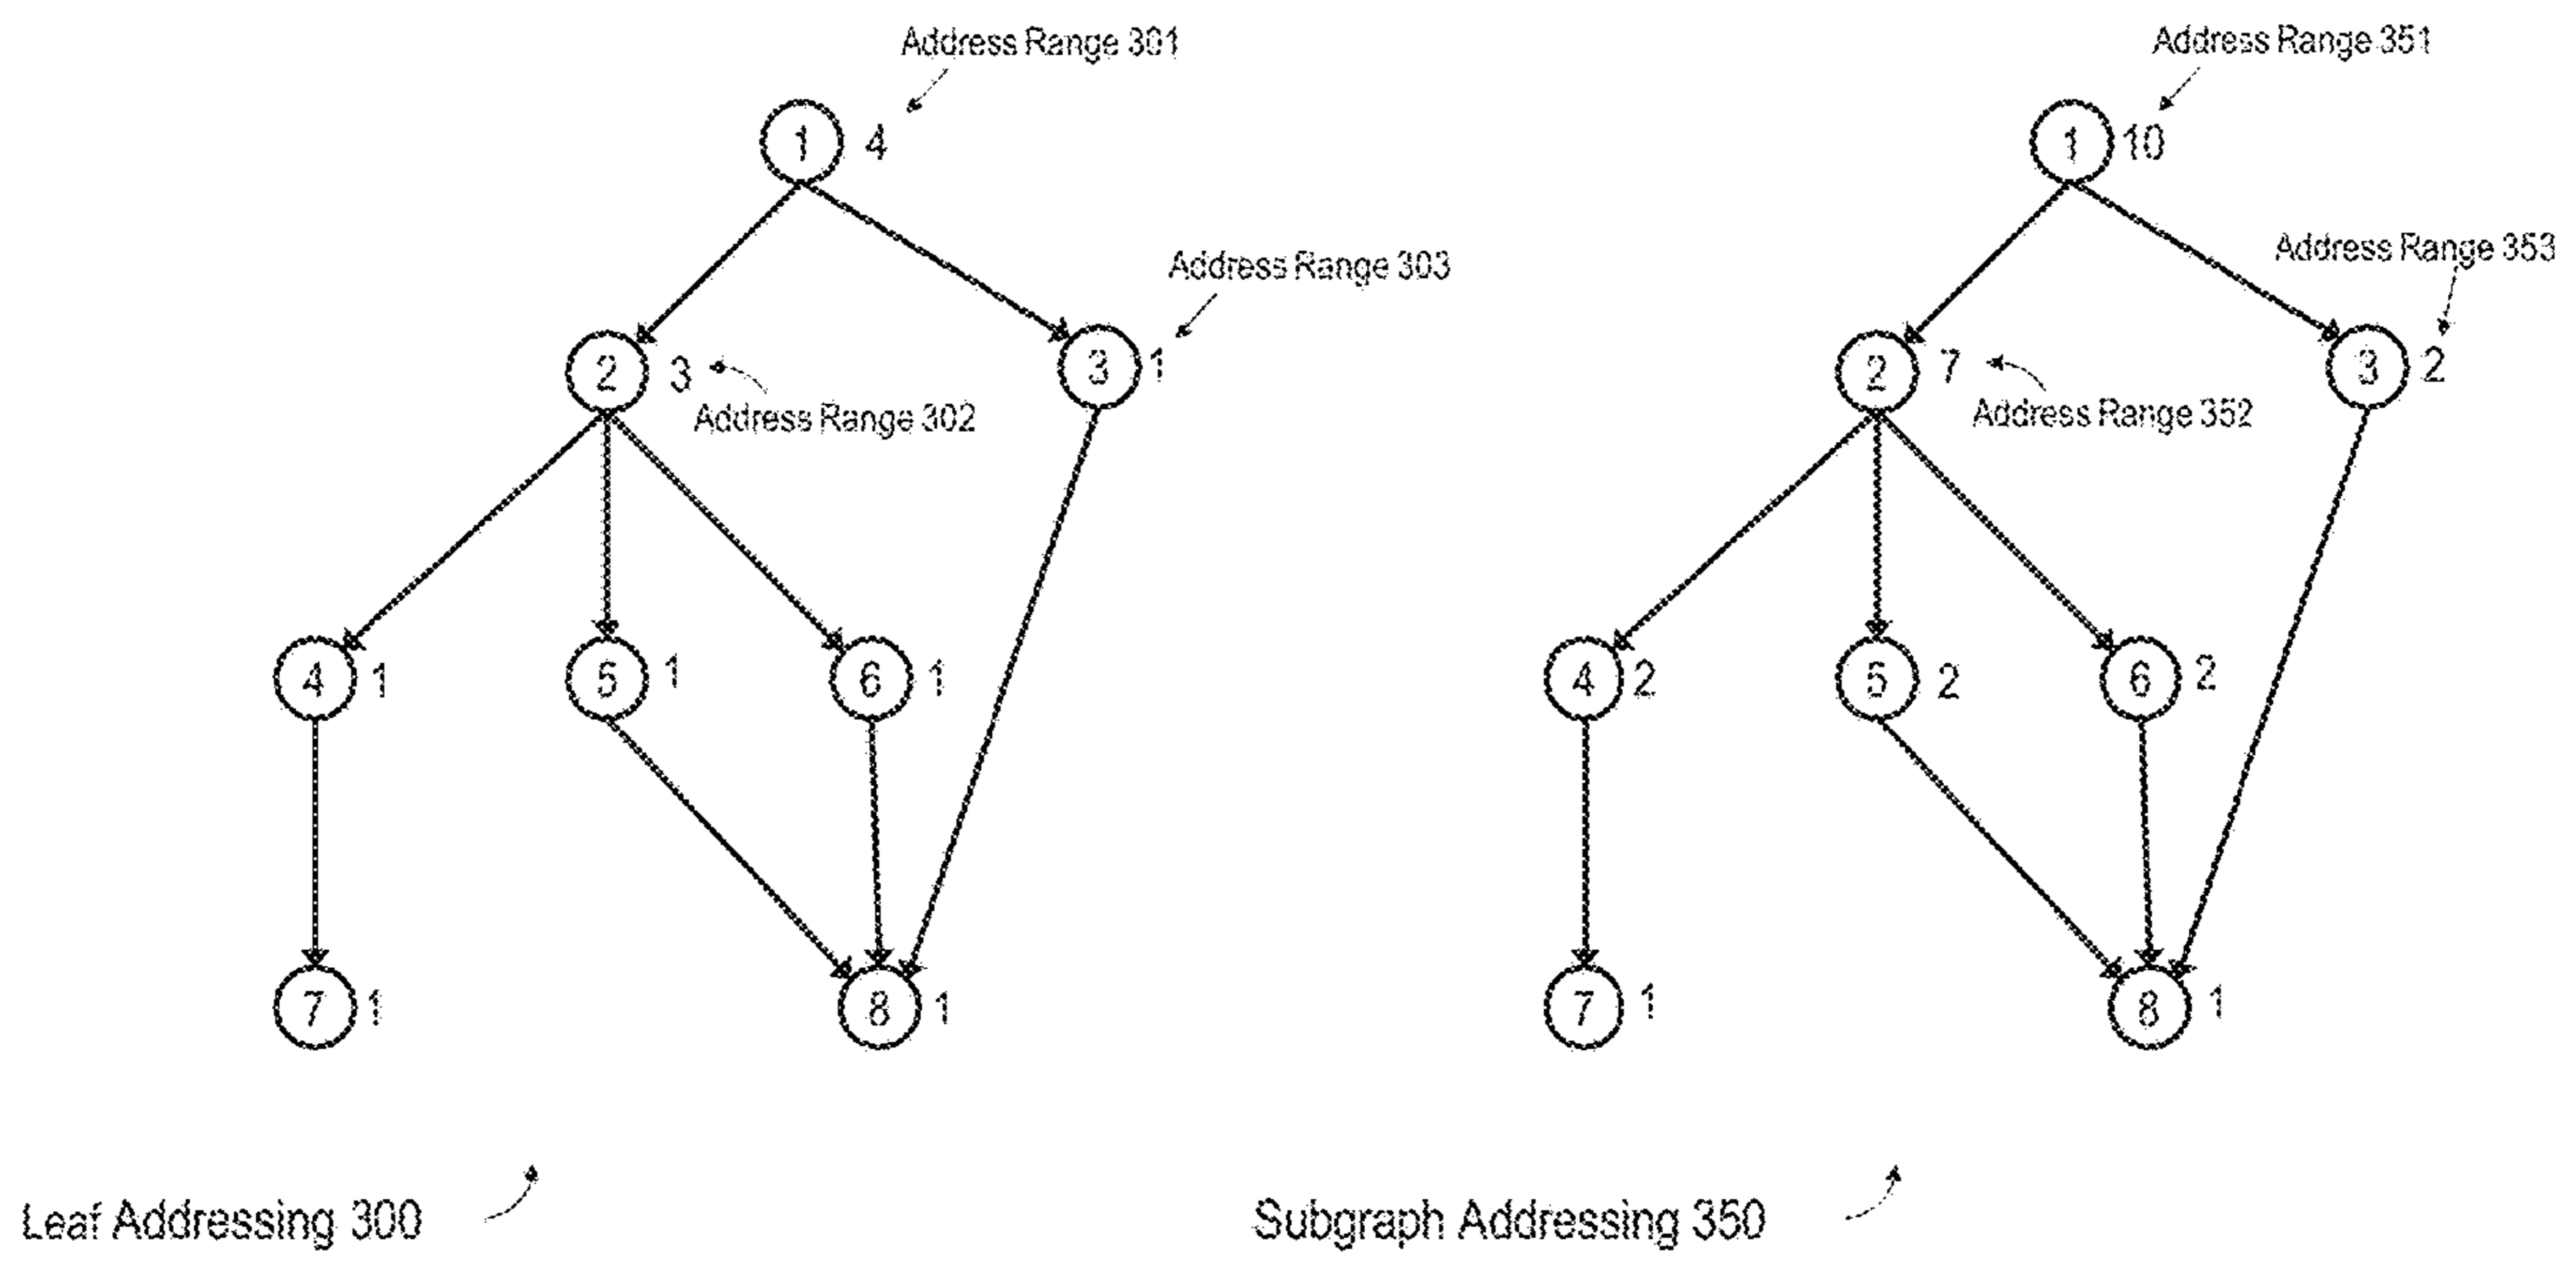 Address Range 301
1 4
Address Range 303
2 3
3 1
Address Range 302
4 1
5 1
6 1
7 1
8 1
Leaf Addressing 300
Address Range 351
1 10
Address Range 353
2 7
3 2
Address Range 352
4 2
5 2
6 2
7 1
8 1
Subgraph Addressing 350